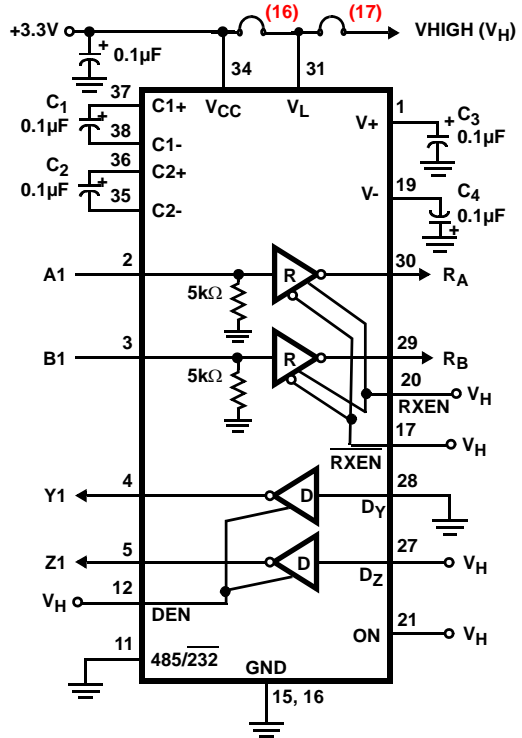 +3.3V
(16)
(17)
VHIGH (VH)
0.1µF
+
34
31
37
C1
0.1µF
+
38
C1+
C1-
VCC
VL
V+
1
C3
0.1µF
+
36
C2
0.1µF
+
35
C2+
C2-
V-
19
C4
0.1µF
+
A1
2
5kΩ
R
30
RA
B1
3
5kΩ
R
29
RB
20
RXEN
VH
17
RXEN
VH
Y1
4
D
DY
28
Z1
5
D
DZ
27
VH
VH
12
DEN
ON
21
VH
11
485/232
GND
15, 16